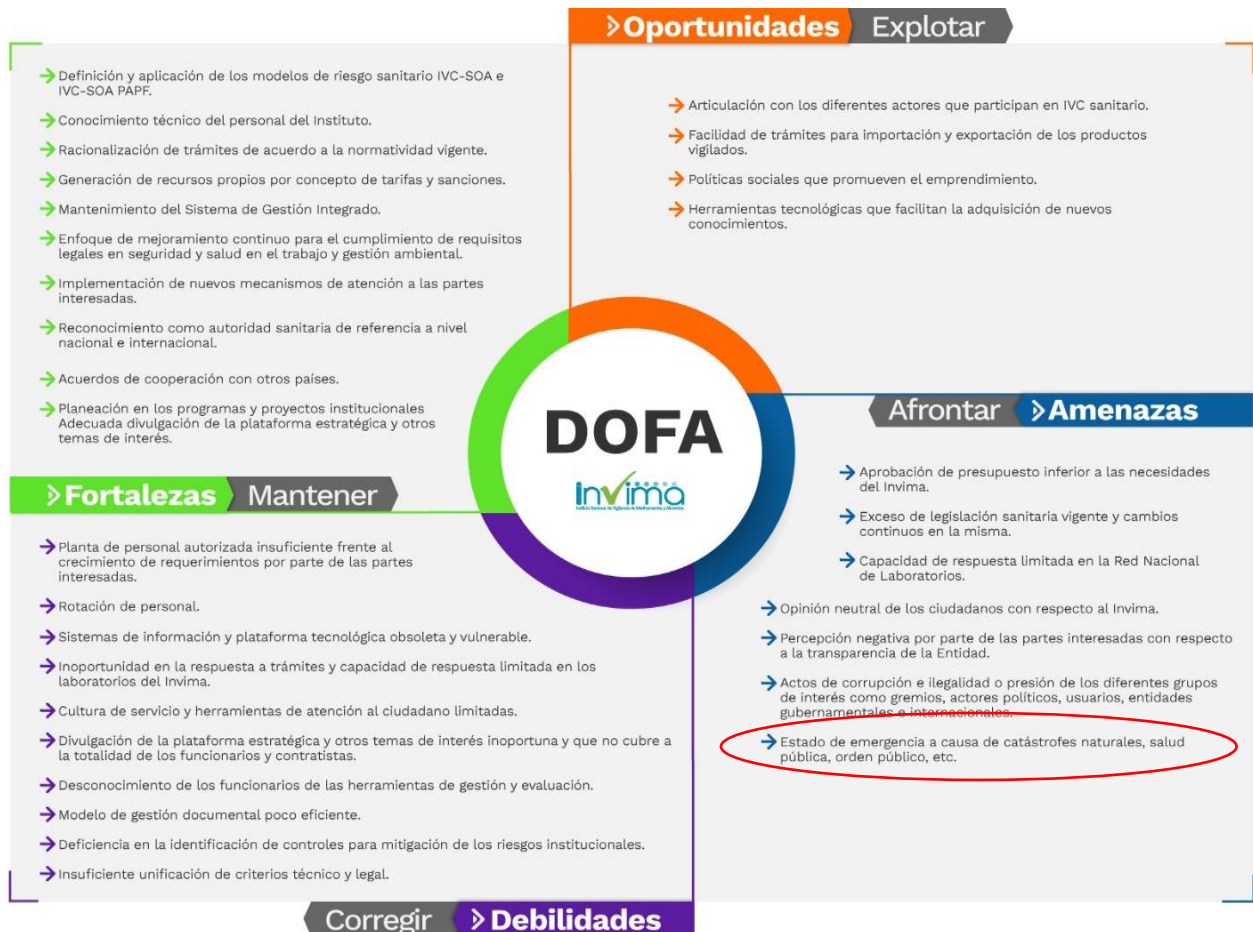 Oportunidades Explotar
Definición y aplicación de los modelos de riesgo sanitario IVC-SOA e
IVC-SOA PAPF.
Conocimiento técnico del personal del Instituto.
Racionalización de trámites de acuerdo a la normatividad vigente.
Generación de recursos propios por concepto de tarifas y sanciones.
Mantenimiento del Sistema de Gestión Integrado.
Enfoque de mejoramiento continuo para el cumplimiento de requisitos
legales en seguridad y salud en el trabajo y gestión ambiental.
Implementación de nuevos mecanismos de atención a las partes
interesadas.
Reconocimiento como autoridad sanitaria de referencia a nivel
nacional e internacional.
Acuerdos de cooperación con otros países.
Planeación en los programas y proyectos institucionales
Adecuada divulgación de la plataforma estratégica y otros
temas de interés.
Fortalezas Mantener
Articulación con los diferentes actores que participan en IVC sanitario.
Facilidad de trámites para importación y exportación de los productos
vigilados.
Políticas sociales que promueven el emprendimiento.
Herramientas tecnológicas que facilitan la adquisición de nuevos
conocimientos.
DOFA
Invima
Instituto Nacional de Vigilancia de Medicamentos y Alimentos
Afrontar Amenazas
Aprobación de presupuesto inferior a las necesidades
del Invima.
Exceso de legislación sanitaria vigente y cambios
continuos en la misma.
Capacidad de respuesta limitada en la Red Nacional
de Laboratorios.
Opinión neutral de los ciudadanos con respecto al Invima.
Percepción negativa por parte de las partes interesadas con respecto
a la transparencia de la Entidad.
Actos de corrupción e ilegalidad o presión de los diferentes grupos
de interés como gremios, actores políticos, usuarios, entidades
gubernamentales e internacionales.
Estado de emergencia a causa de catástrofes naturales, salud
pública, orden público, etc.
Planta de personal autorizada insuficiente frente al
crecimiento de requerimientos por parte de las partes
interesadas.
Rotación de personal.
Sistemas de información y plataforma tecnológica obsoleta y vulnerable.
Inoportunidad en la respuesta a trámites y capacidad de respuesta limitada en los
laboratorios del Invima.
Cultura de servicio y herramientas de atención al ciudadano limitadas.
Divulgación de la plataforma estratégica y otros temas de interés inoportuna y que no cubre a
la totalidad de los funcionarios y contratistas.
Desconocimiento de los funcionarios de las herramientas de gestión y evaluación.
Modelo de gestión documental poco eficiente.
Deficiencia en la identificación de controles para mitigación de los riesgos institucionales.
Insuficiente unificación de criterios técnico y legal.
Corregir Debilidades